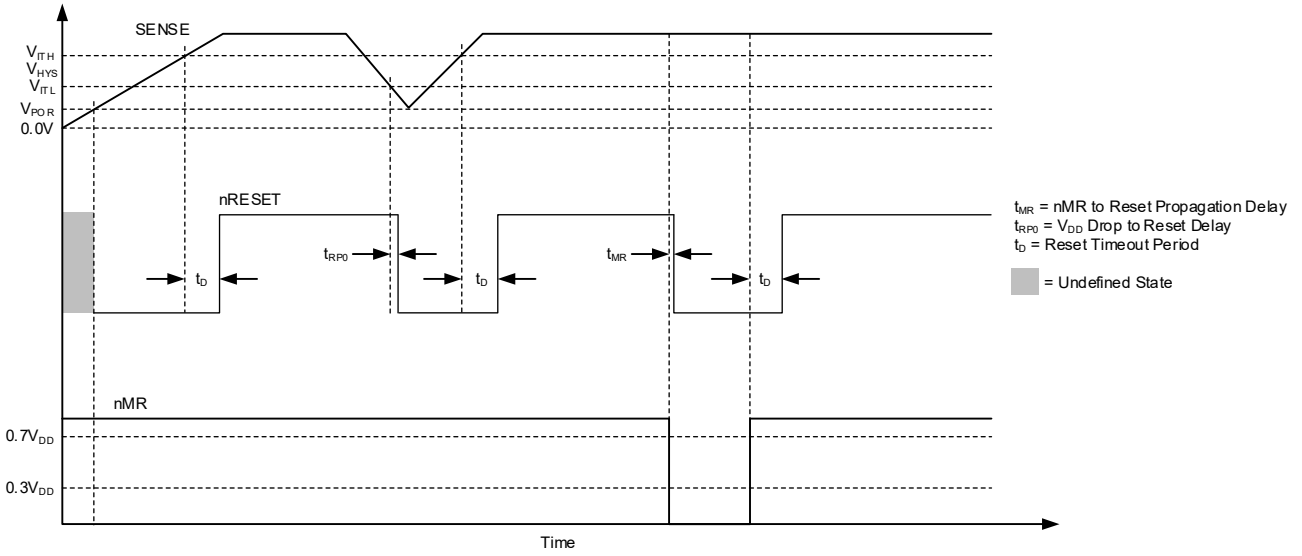 SENSE
V_ITH
V_HYS
V_ITL
V_POR
0.0V
nRESET
t_D
t_RP0
t_D
t_MR
t_D
t_MR = nMR to Reset Propagation Delay
t_RP0 = V_DD Drop to Reset Delay
t_D = Reset Timeout Period
= Undefined State
nMR
0.7V_DD
0.3V_DD
Time